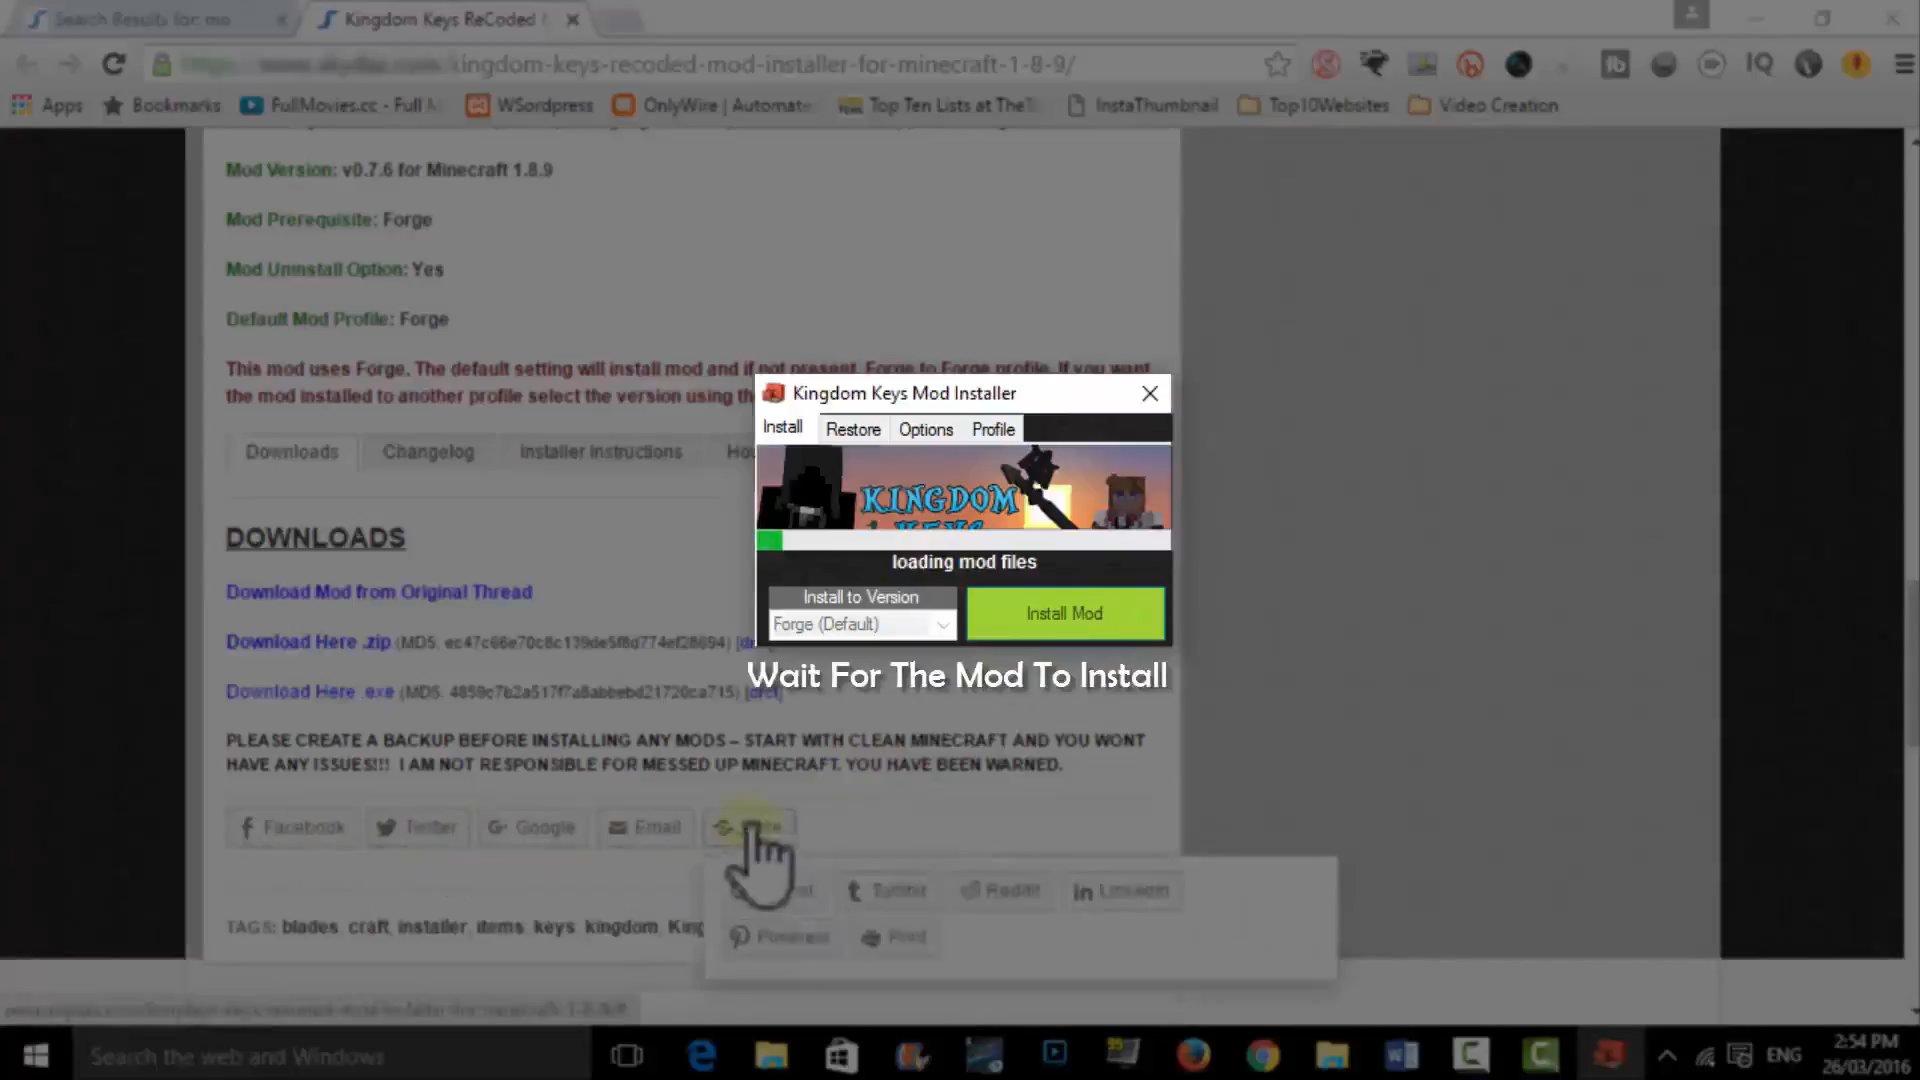 Search Results for: mo
Kingdom Keys ReCoded
kingdom-keys-recoded-mod-installer-for-minecraft-1-8-9/
Apps Bookmarks FullMovies.cc - Full WSordpress OnlyWire | Automate Top Ten Lists at TheT InstaThumbnail Top10Websites Video Creation
Mod Version: v0.7.6 for Minecraft 1.8.9
Mod Prerequisite: Forge
Mod Uninstall Option: Yes
Default Mod Profile: Forge
This mod uses Forge. The default setting will install mod and if not present, Forge to Forge profile. If you want
the mod installed to another profile select the version using the
Downloads Changelog Installer Instructions
DOWNLOADS
Download Mod from Original Thread
Download Here .zip
Download Here .exe
PLEASE CREATE A BACKUP BEFORE INSTALLING ANY MODS – START WITH CLEAN MINECRAFT AND YOU WONT
HAVE ANY ISSUES!!! I AM NOT RESPONSIBLE FOR MESSED UP MINECRAFT. YOU HAVE BEEN WARNED.
Facebook Twitter Google Email
Tumblr Reddit LinkedIn
Pinterest Print
TAGS: blades craft installer items keys kingdom
Kingdom Keys Mod Installer
Install Restore Options Profile
KINGDOM
KEYS
loading mod files
Install to Version
Forge (Default)
Install Mod
Wait For The Mod To Install
Search the web and Windows
ENG
2:54 PM
26/03/2016